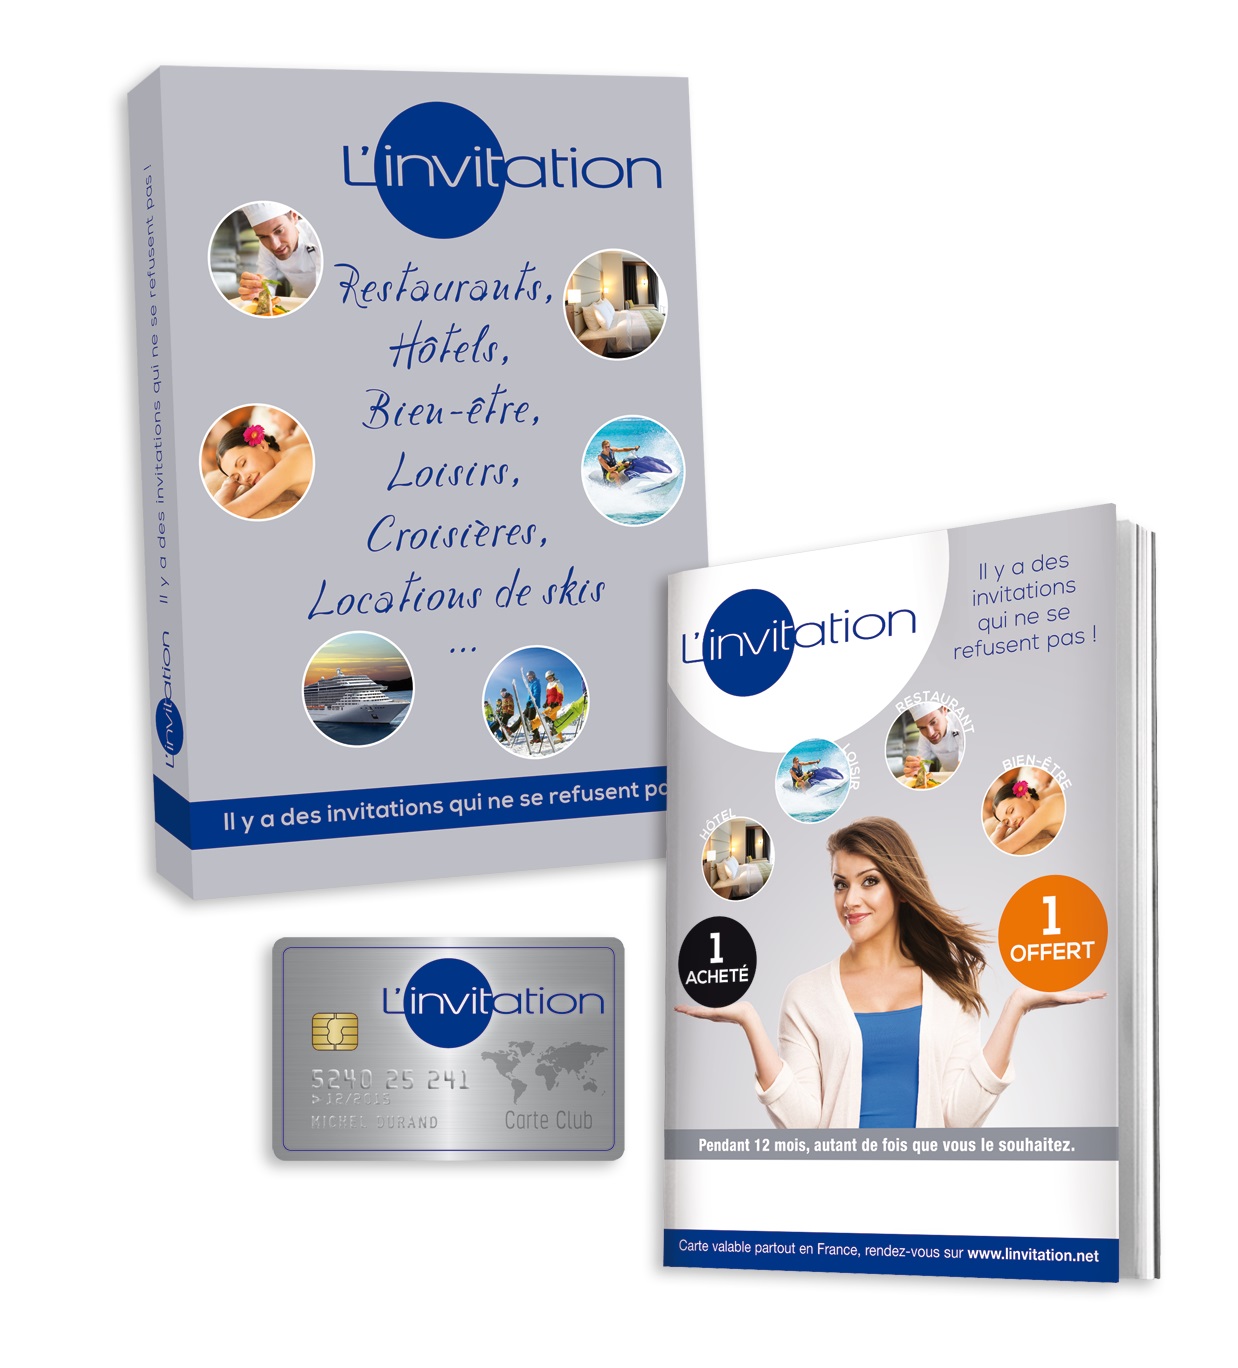 L'invitation
Restaurants,
Hôtels,
Bien-être,
Loisirs,
Croisières,
Locations de skis
...
Il y a des invitations qui ne se refusent pa
L'invitation Il y a des invitations qui ne se refusent pas !
L'invitation
5240 25 241
> 12/2015
MICHEL DURAND
Carte Club
L'invitation
Il y a des
invitations
qui ne se
refusent pas !
HÔTEL
LOISIR
RESTAURANT
BIEN-ÊTRE
1
ACHETÉ
1
OFFERT
Pendant 12 mois, autant de fois que vous le souhaitez.
Carte valable partout en France, rendez-vous sur www.linvitation.net